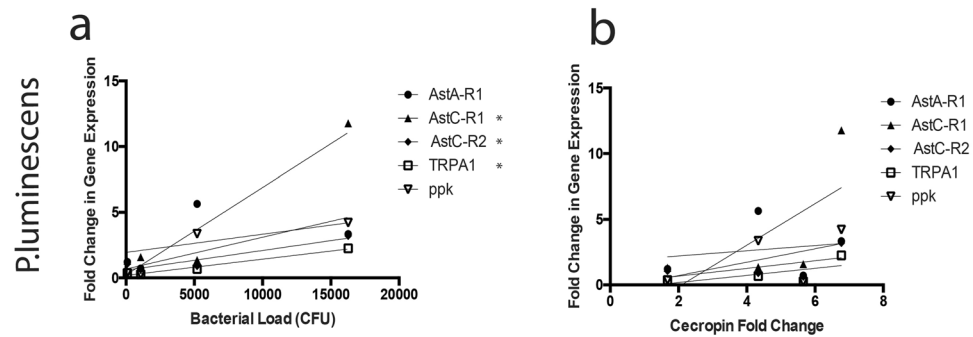 a
b
P.luminescens
Fold Change in Gene Expression
15
10
5
0
0
5000
10000
15000
20000
Bacterial Load (CFU)
AstA-R1
AstC-R1 *
AstC-R2 *
TRPA1 *
ppk
Fold Change in Gene Expression
15
10
5
0
0
2
4
6
8
Cecropin Fold Change
AstA-R1
AstC-R1
AstC-R2
TRPA1
ppk